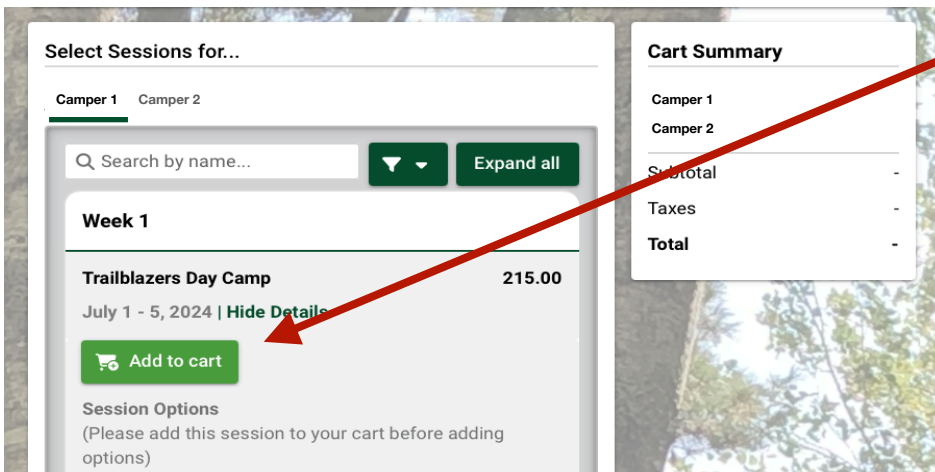 Select Sessions for...
Camper 1 Camper 2
Search by name...
Expand all
Week 1
Trailblazers Day Camp 215.00
July 1 - 5, 2024 | Hide Details
Add to cart
Session Options
(Please add this session to your cart before adding
options)
Cart Summary
Camper 1
Camper 2
Subtotal -
Taxes -
Total -